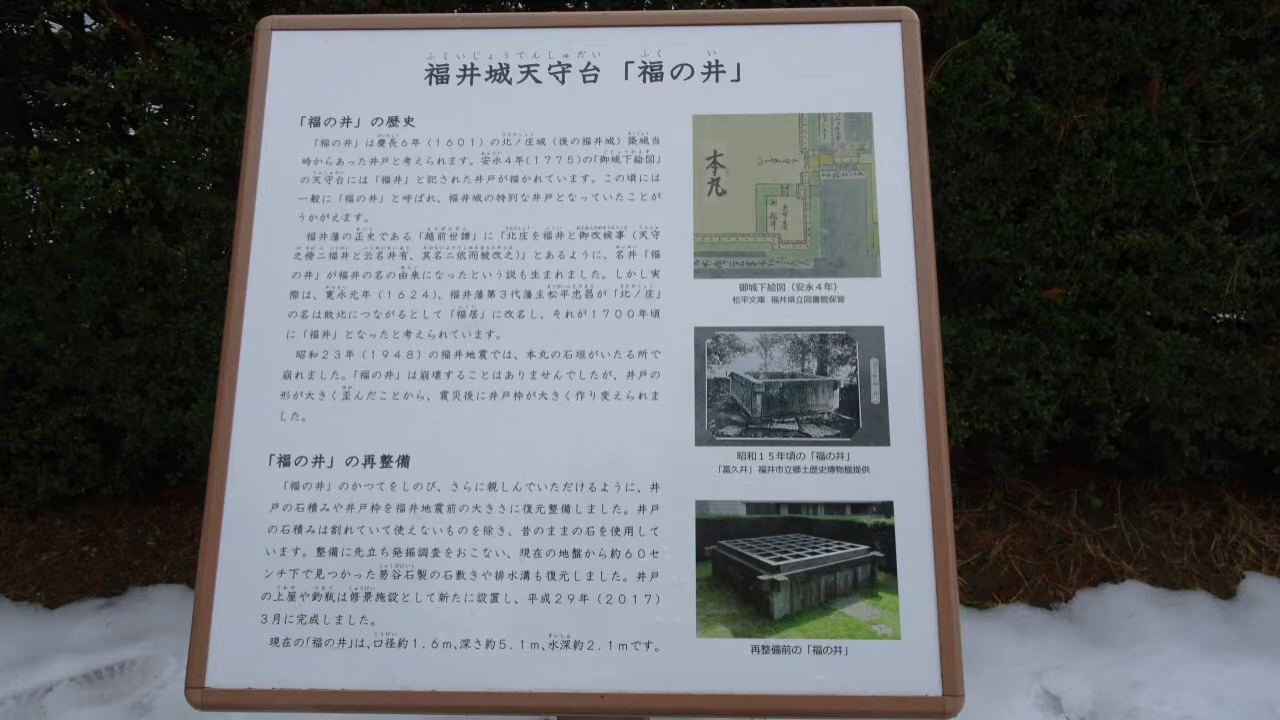 福井城天守台「福の井」
「福の井」の歴史
「福の井」は慶長6年（1601）の北ノ庄城（後の福井城）築城当
時からあった井戸と考えられます。安永4年(1775)の「御城下絵図」
の天守台には「福井」と記された井戸が描かれています。この頃には
一般に「福の井」と呼ばれ、福井城の特別な井戸となっていたことが
うかがえます。
福井藩の正史である「越前世譜」に「北庄を福井と御改候事（天守
之傍ニ福井と云名井有、其名ニ依而被改之）」とあるように、名井「福
の井」が福井の名の由来になったという説も生まれました。しかし実
際は、寛永元年（1624）、福井藩第3代藩主松平忠昌が「北ノ庄」
の名は敗北につながるとして「福居」に改名し、それが1700年頃
に「福井」となったと考えられています。
昭和23年（1948）の福井地震では、本丸の石垣がいたる所で
崩れました。「福の井」は崩壊することはありませんでしたが、井戸の
形が大きく歪んだことから、震災後に井戸枠が大きく作り変えられま
した。
「福の井」の再整備
「福の井」のかつてをしのび、さらに親しんでいただけるように、井
戸の石積みや井戸枠を福井地震前の大きさに復元整備しました。井戸
の石積みは割れていて使えないものを除き、昔のままの石を使用して
います。整備に先立ち発掘調査をおこない、現在の地盤から約60セ
ンチ下で見つかった笏谷石製の石敷きや排水溝も復元しました。井戸
の上屋や釣瓶は修景施設として新たに設置し、平成29年（2017）
3月に完成しました。
現在の「福の井」は、口径約1.6m、深さ約5.1m、水深約2.1mです。
本丸
天守臺
福井
御城下絵図（安永4年）
松平文庫 福井県立図書館保管
昭和15年頃の「福の井」
「富久井」福井市立郷土歴史博物館提供
再整備前の「福の井」